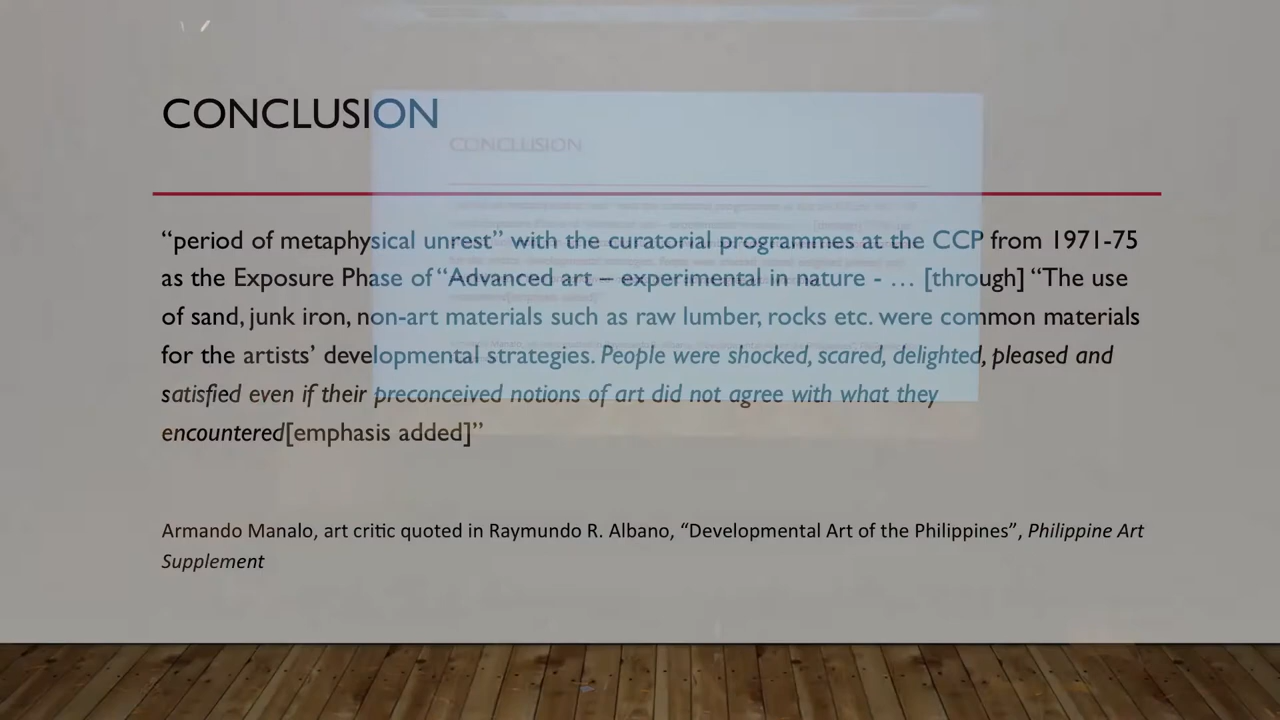 CONCLUSION
“period of metaphysical unrest” with the curatorial programmes at the CCP from 1971-75
as the Exposure Phase of “Advanced art – experimental in nature - … [through] “The use
of sand, junk iron, non-art materials such as raw lumber, rocks etc. were common materials
for the artists’ developmental strategies. People were shocked, scared, delighted, pleased and
satisfied even if their preconceived notions of art did not agree with what they
encountered[emphasis added]”
Armando Manalo, art critic quoted in Raymundo R. Albano, “Developmental Art of the Philippines”, Philippine Art
Supplement
CONCLUSION